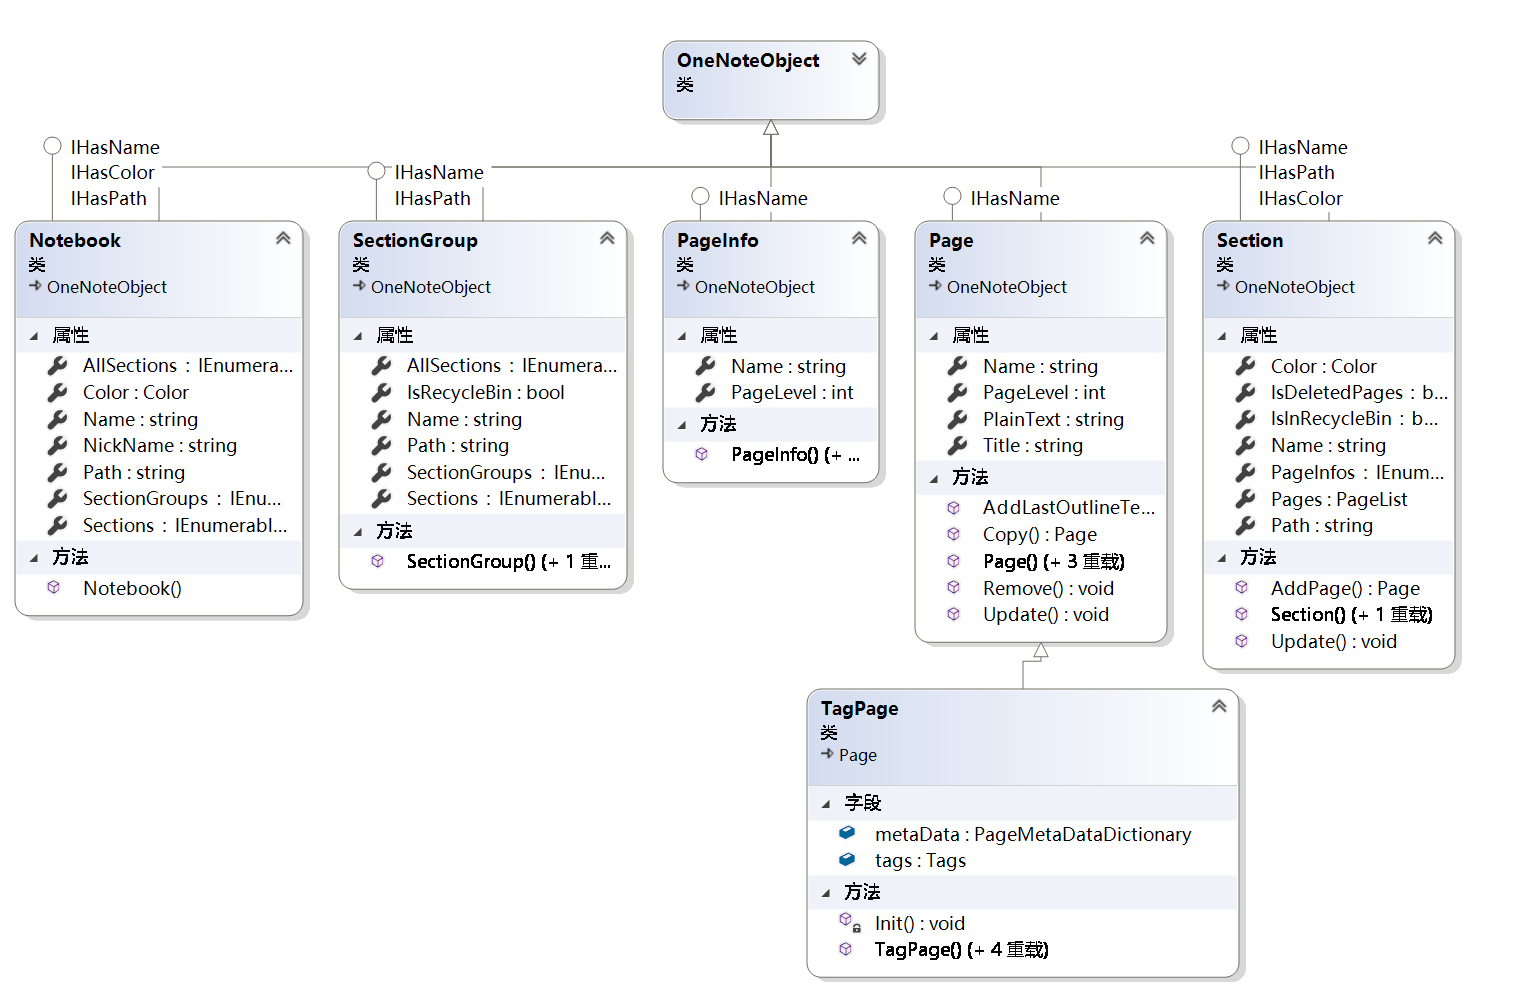 OneNoteObject
类
IHasName
IHasColor
IHasPath
Notebook
类
OneNoteObject
属性
AllSections : IEnumera...
Color : Color
Name : string
NickName : string
Path : string
SectionGroups : IEnu...
Sections : IEnumerabl...
方法
Notebook()
IHasName
IHasPath
SectionGroup
类
OneNoteObject
属性
AllSections : IEnumera...
IsRecycleBin : bool
Name : string
Path : string
SectionGroups : IEnu...
Sections : IEnumerabl...
方法
SectionGroup() (+ 1 重...
IHasName
PageInfo
类
OneNoteObject
属性
Name : string
PageLevel : int
方法
PageInfo() (+ ...
IHasName
Page
类
OneNoteObject
属性
Name : string
PageLevel : int
PlainText : string
Title : string
方法
AddLastOutlineTe...
Copy() : Page
Page() (+ 3 重载)
Remove() : void
Update() : void
IHasName
IHasPath
IHasColor
Section
类
OneNoteObject
属性
Color : Color
IsDeletedPages : b...
IsInRecycleBin : b...
Name : string
PageInfos : IEnum...
Pages : PageList
Path : string
方法
AddPage() : Page
Section() (+ 1 重载)
Update() : void
TagPage
类
Page
字段
metaData : PageMetaDataDictionary
tags : Tags
方法
Init() : void
TagPage() (+ 4 重载)